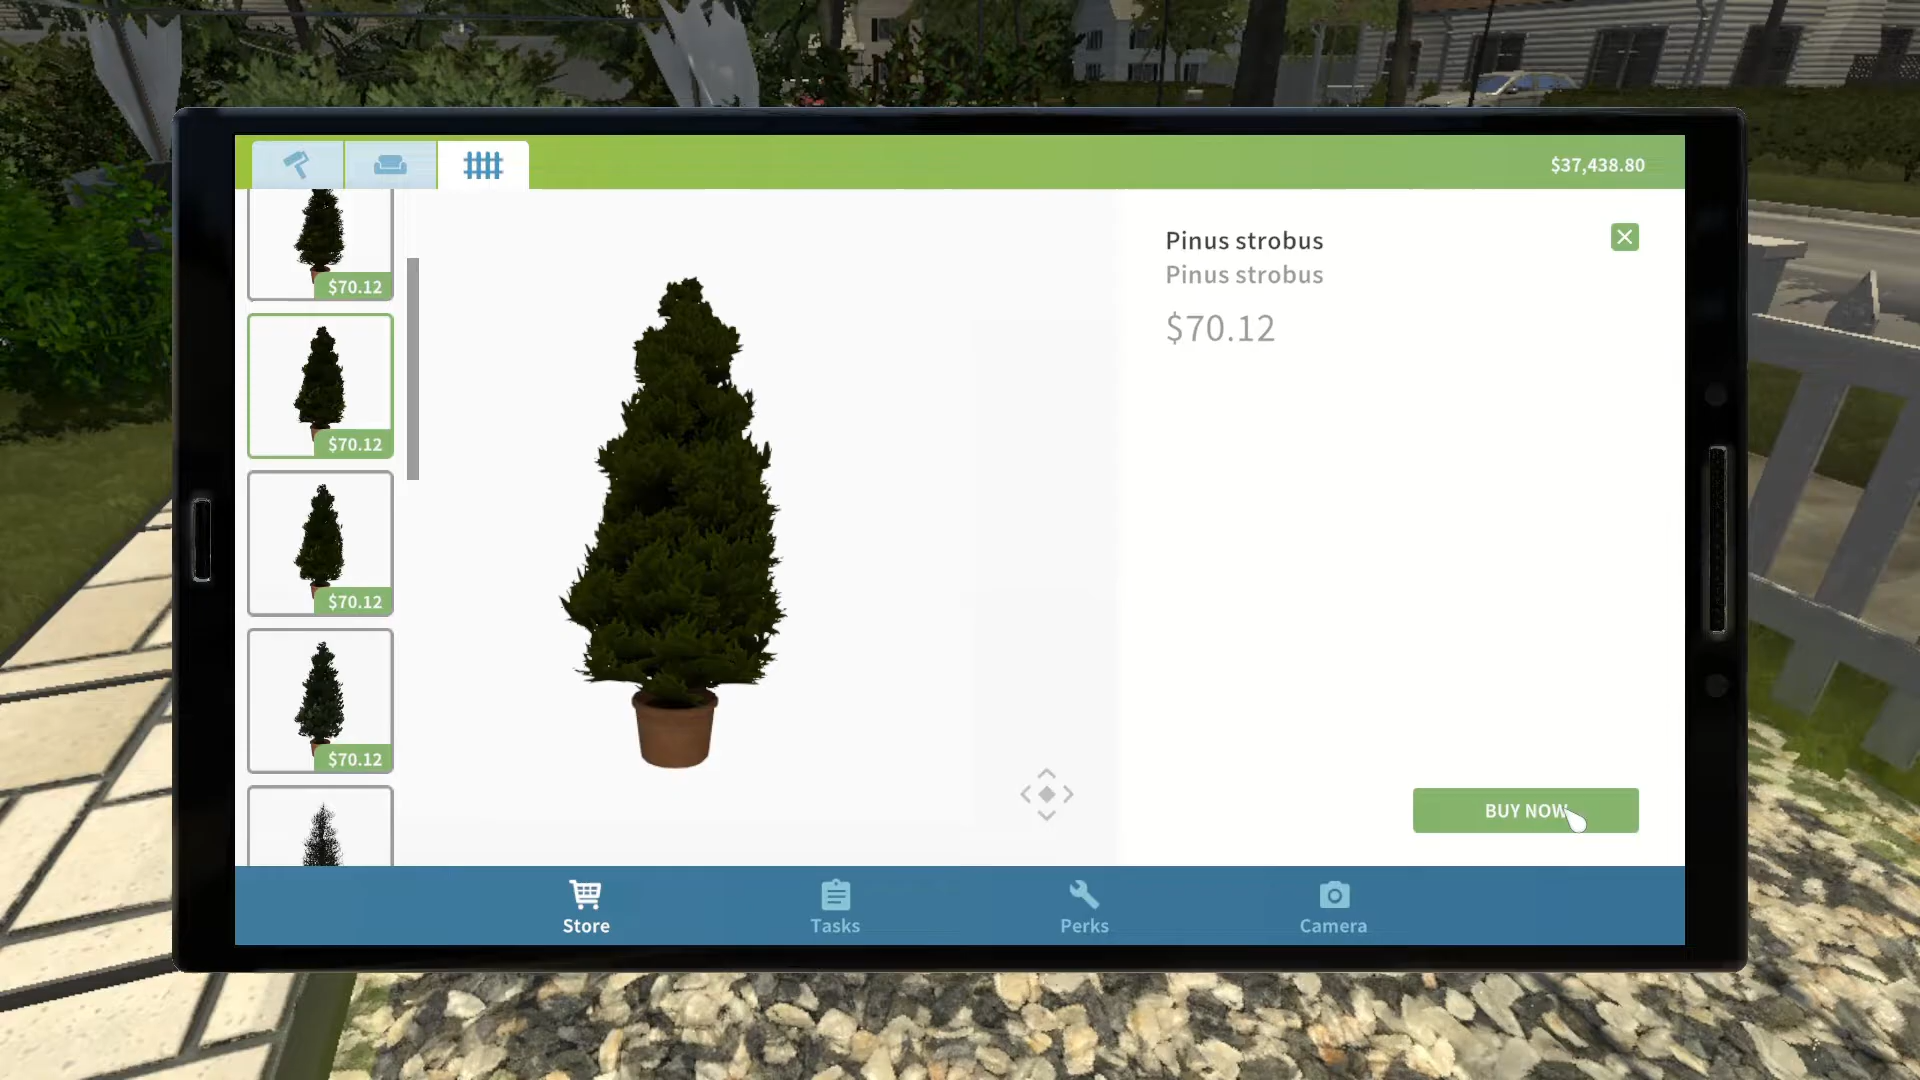 $37,438.80
$70.12
$70.12
$70.12
$70.12
Pinus strobus
Pinus strobus
$70.12
BUY NOW
Store
Tasks
Perks
Camera